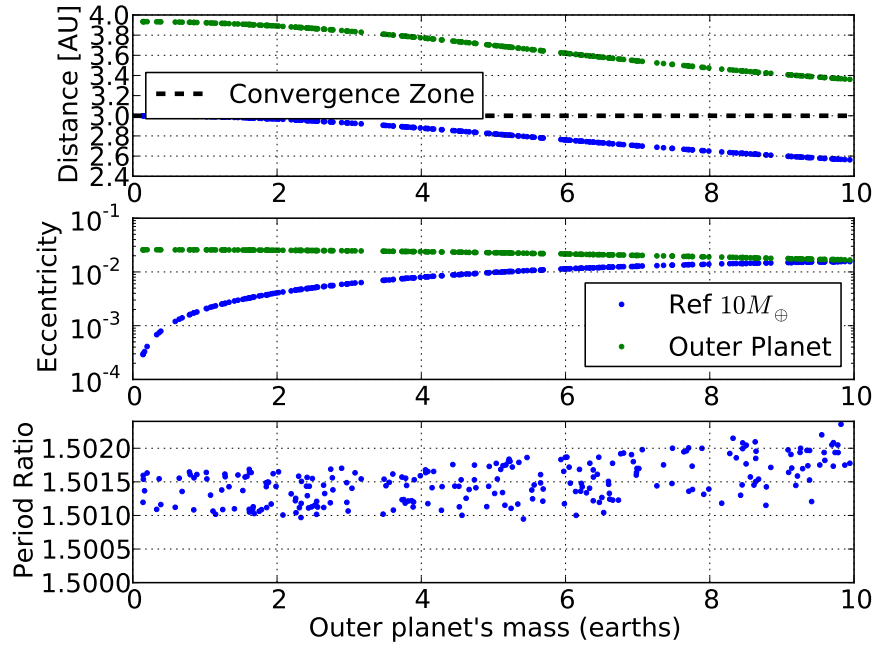 Distance [AU]
4.0
3.8
3.6
3.4
3.2
3.0
2.8
2.6
2.4
Convergence Zone
0 2 4 6 8 10
Eccentricity
10⁻¹
10⁻²
10⁻³
10⁻⁴
Ref 10M⊕
Outer Planet
0 2 4 6 8 10
Period Ratio
1.5020
1.5015
1.5010
1.5005
1.5000
0 2 4 6 8 10
Outer planet's mass (earths)